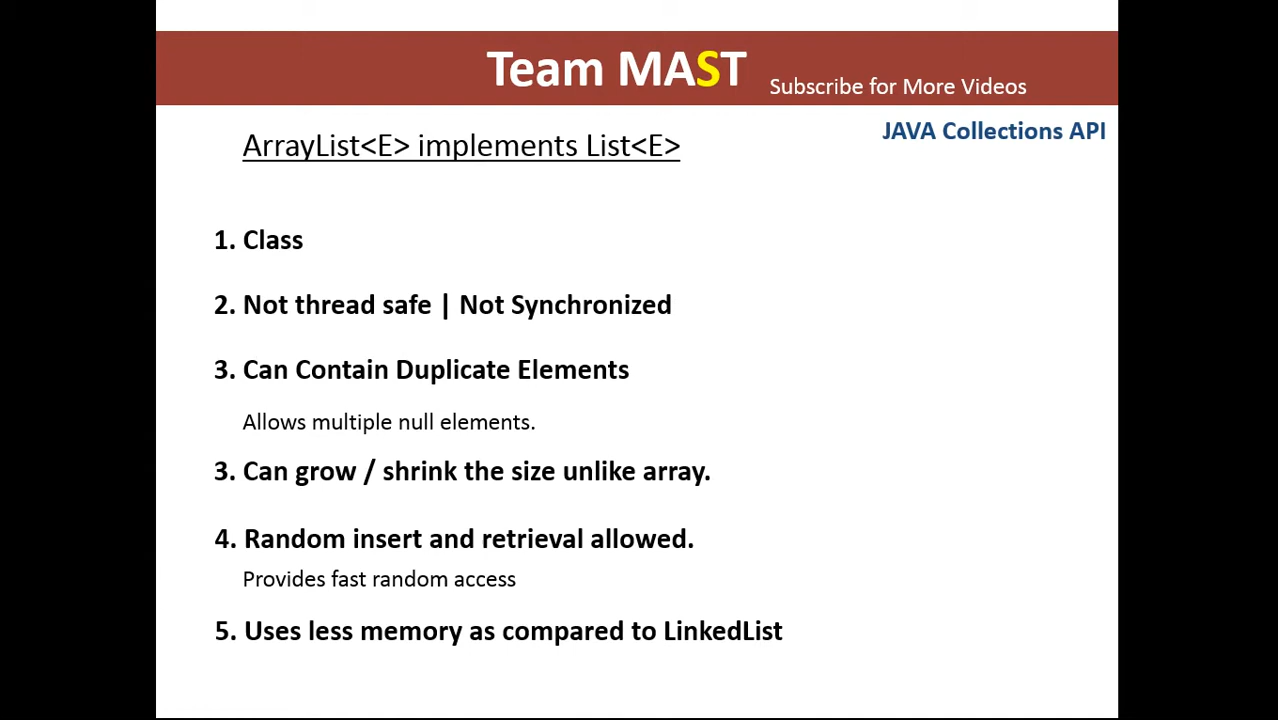 Team MAST Subscribe for More Videos
JAVA Collections API
ArrayList<E> implements List<E>
1. Class
2. Not thread safe | Not Synchronized
3. Can Contain Duplicate Elements
Allows multiple null elements.
3. Can grow / shrink the size unlike array.
4. Random insert and retrieval allowed.
Provides fast random access
5. Uses less memory as compared to LinkedList